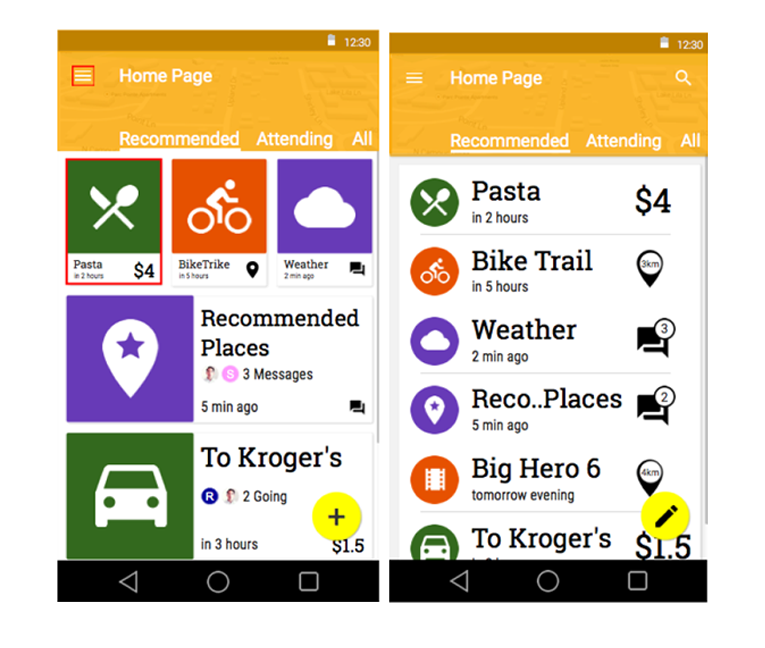 12:30
Home Page
Recommended Attending All
Pasta
in 2 hours
$4
BikeTrike
in 5 hours
Weather
2 min ago
Recommended
Places
S 3 Messages
5 min ago
To Kroger's
R 2 Going
+
in 3 hours
$1.5
12:30
Home Page
Recommended Attending All
Pasta
in 2 hours
$4
Bike Trail
in 5 hours
3km
Weather
2 min ago
3
Reco..Places
5 min ago
2
Big Hero 6
tomorrow evening
4km
To Kroger's
$1.5